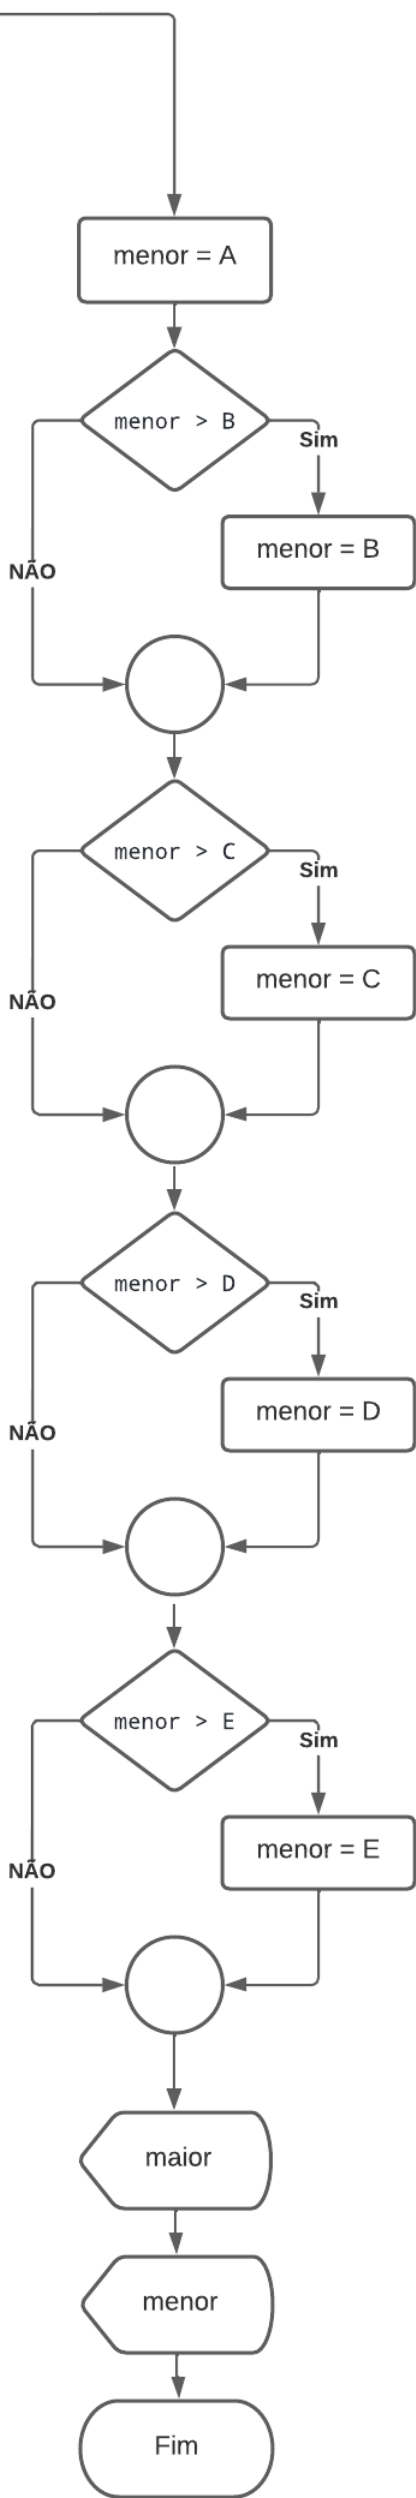 menor = A
menor > B
Sim
menor = B
NÃO
menor > C
Sim
menor = C
NÃO
menor > D
Sim
menor = D
NÃO
menor > E
Sim
menor = E
NÃO
maior
menor
Fim